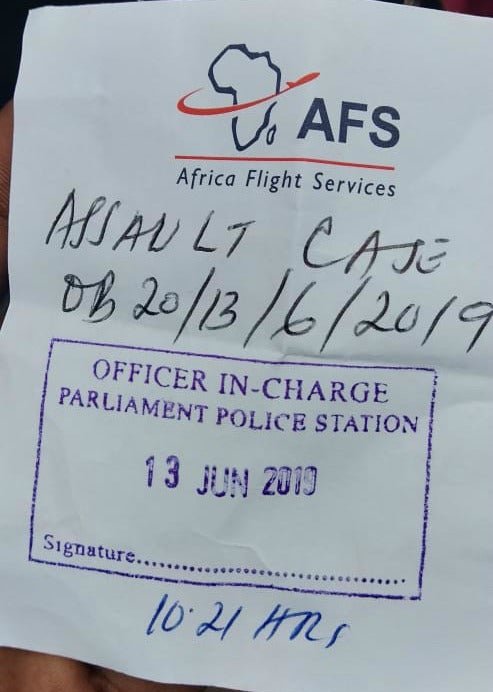 AFS
Africa Flight Services
ASSAULT CASE
OB 20/13/6/2019
OFFICER IN-CHARGE
PARLIAMENT POLICE STATION
13 JUN 2019
Signature..........................................
10.21 HRS